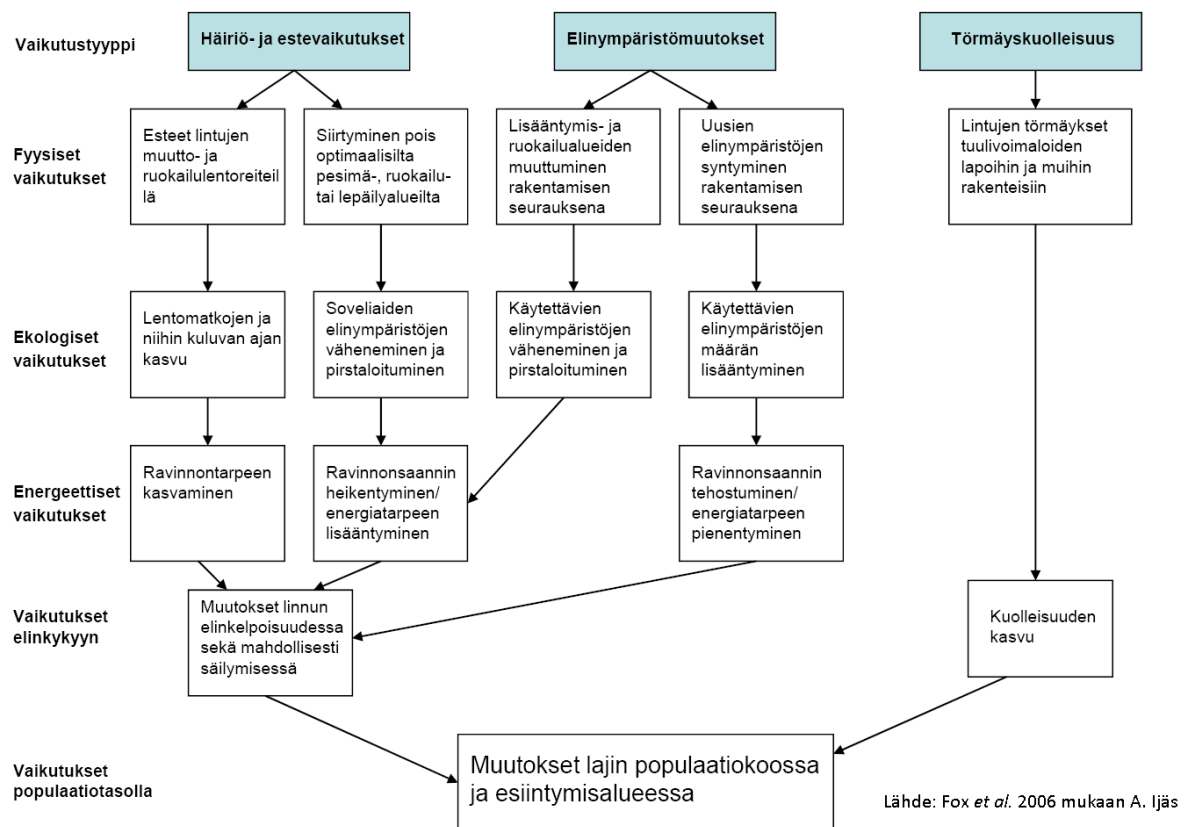 Vaikutustyyppi
Häiriö- ja estevaikutukset
Elinympäristömuutokset
Törmäyskuolleisuus
Fyysiset
vaikutukset
Esteet lintujen
muutto- ja
ruokailulentoreiteil
lä
Siirtyminen pois
optimaalisilta
pesimä-, ruokailu-
tai lepäilyalueilta
Lisääntymis- ja
ruokailualueiden
muuttuminen
rakentamisen
seurauksena
Uusien
elinympäristöjen
syntyminen
rakentamisen
seurauksena
Lintujen törmäykset
tuulivoimaloiden
lapoihin ja muihin
rakenteisiin
Ekologiset
vaikutukset
Lentomatkojen ja
niihin kuluvan ajan
kasvu
Soveliaiden
elinympäristöjen
väheneminen ja
pirstaloituminen
Käytettävien
elinympäristöjen
väheneminen ja
pirstaloituminen
Käytettävien
elinympäristöjen
määrän
lisääntyminen
Energeettiset
vaikutukset
Ravinnontarpeen
kasvaminen
Ravinnonsaannin
heikentyminen/
energiatarpeen
lisääntyminen
Ravinnonsaannin
tehostuminen/
energiatarpeen
pienentyminen
Vaikutukset
elinkykyyn
Muutokset linnun
elinkelpoisuudessa
sekä mahdollisesti
säilymisessä
Kuolleisuuden
kasvu
Vaikutukset
populaatiotasolla
Muutokset lajin populaatiokoossa
ja esiintymisalueessa
Lähde: Fox et al. 2006 mukaan A. Ijäs